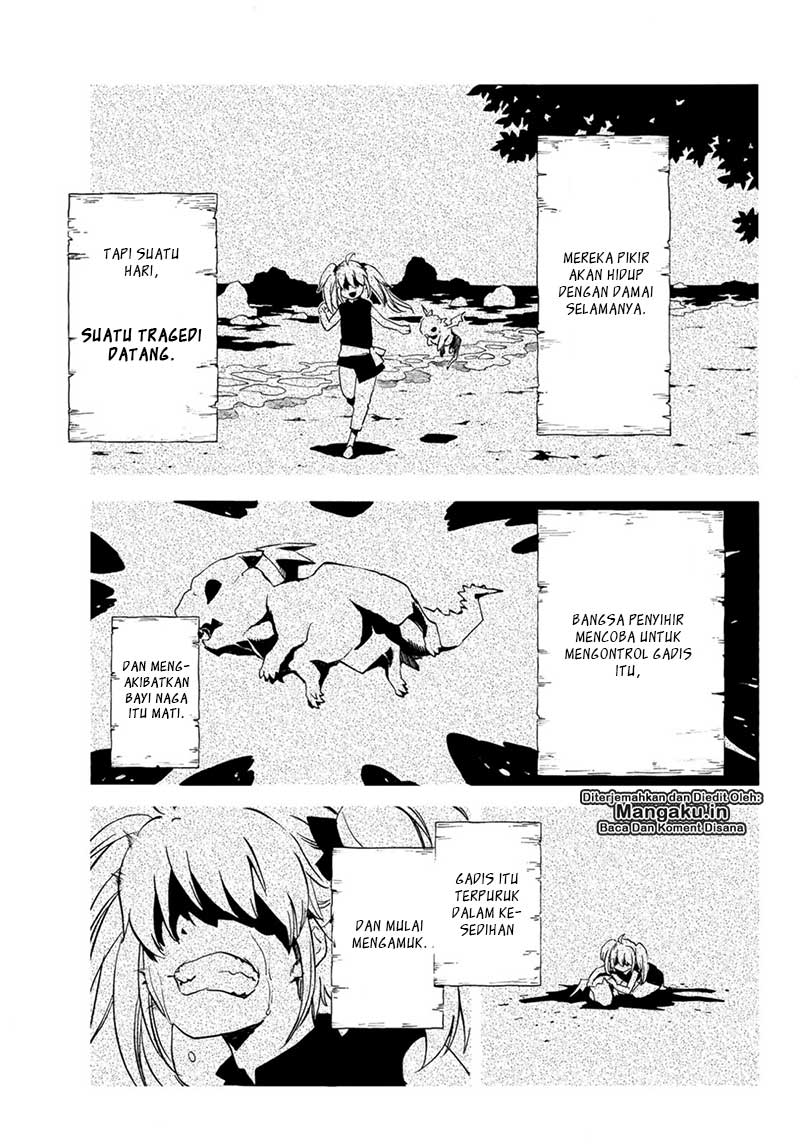 MEREKA PIKIR
AKAN HIDUP
DENGAN DAMAI
SELAMANYA.
TAPI SUATU
HARI,
SUATU TRAGEDI
DATANG.
BANGSA PENYIHIR
MENCOBA UNTUK
MENGONTROL GADIS
ITU,
DAN MENG-
AKIBATKAN
BAYI NAGA
ITU MATI.
Diterjemahkan dan Diedit Oleh:
Mangaku.in
Baca Dan Koment Disana
GADIS ITU
TERPURUK
DALAM KE-
SEDIHAN
DAN MULAI
MENGAMUK.